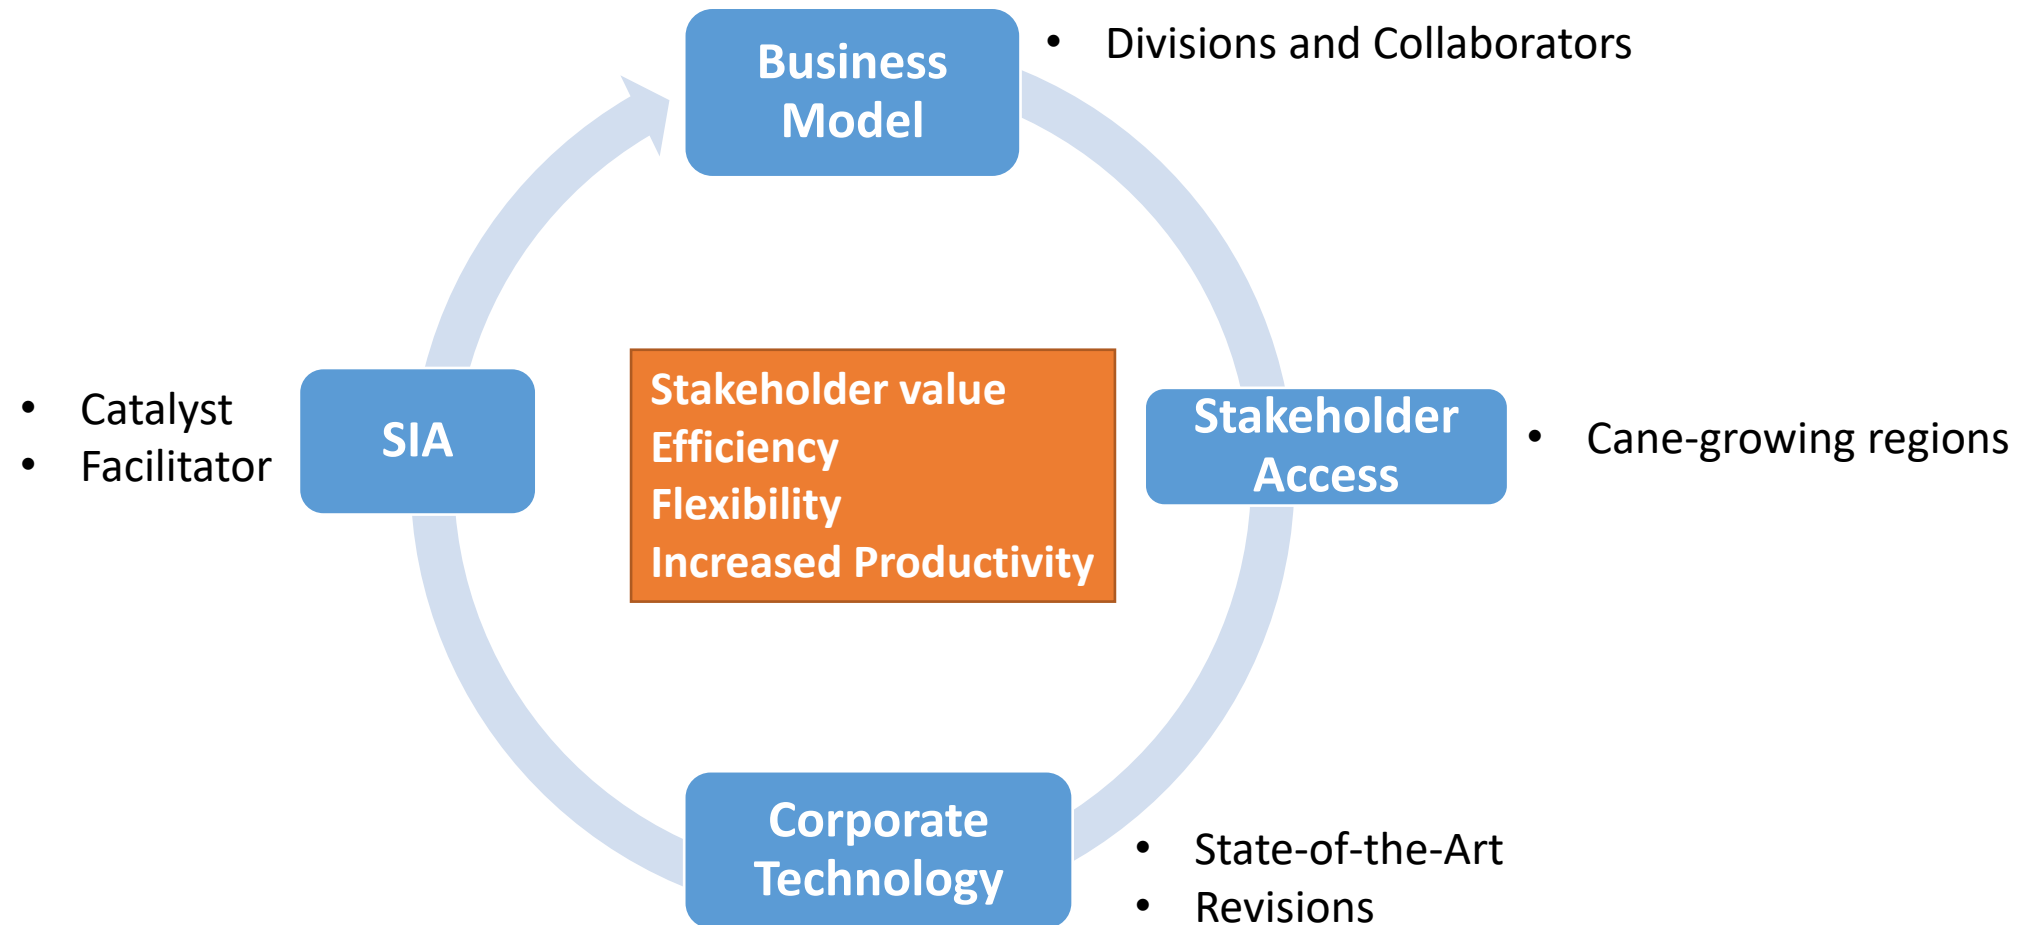 Business
Model
• Divisions and Collaborators
• Catalyst
• Facilitator
SIA
Stakeholder value
Efficiency
Flexibility
Increased Productivity
Stakeholder
Access
• Cane-growing regions
Corporate
Technology
• State-of-the-Art
• Revisions